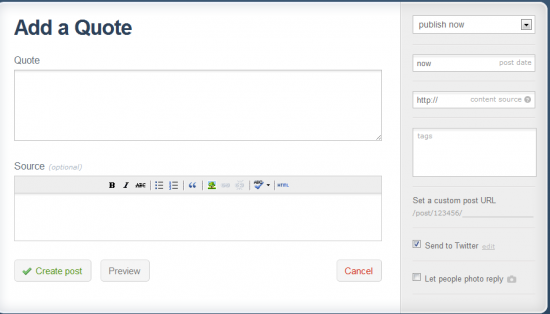 Add a Quote
Quote
Source (optional)
B I ABC ABC HTML
Create post
Preview
Cancel
publish now
now post date
http:// content source ?
tags
Set a custom post URL
/post/123456/
Send to Twitter edit
Let people photo reply